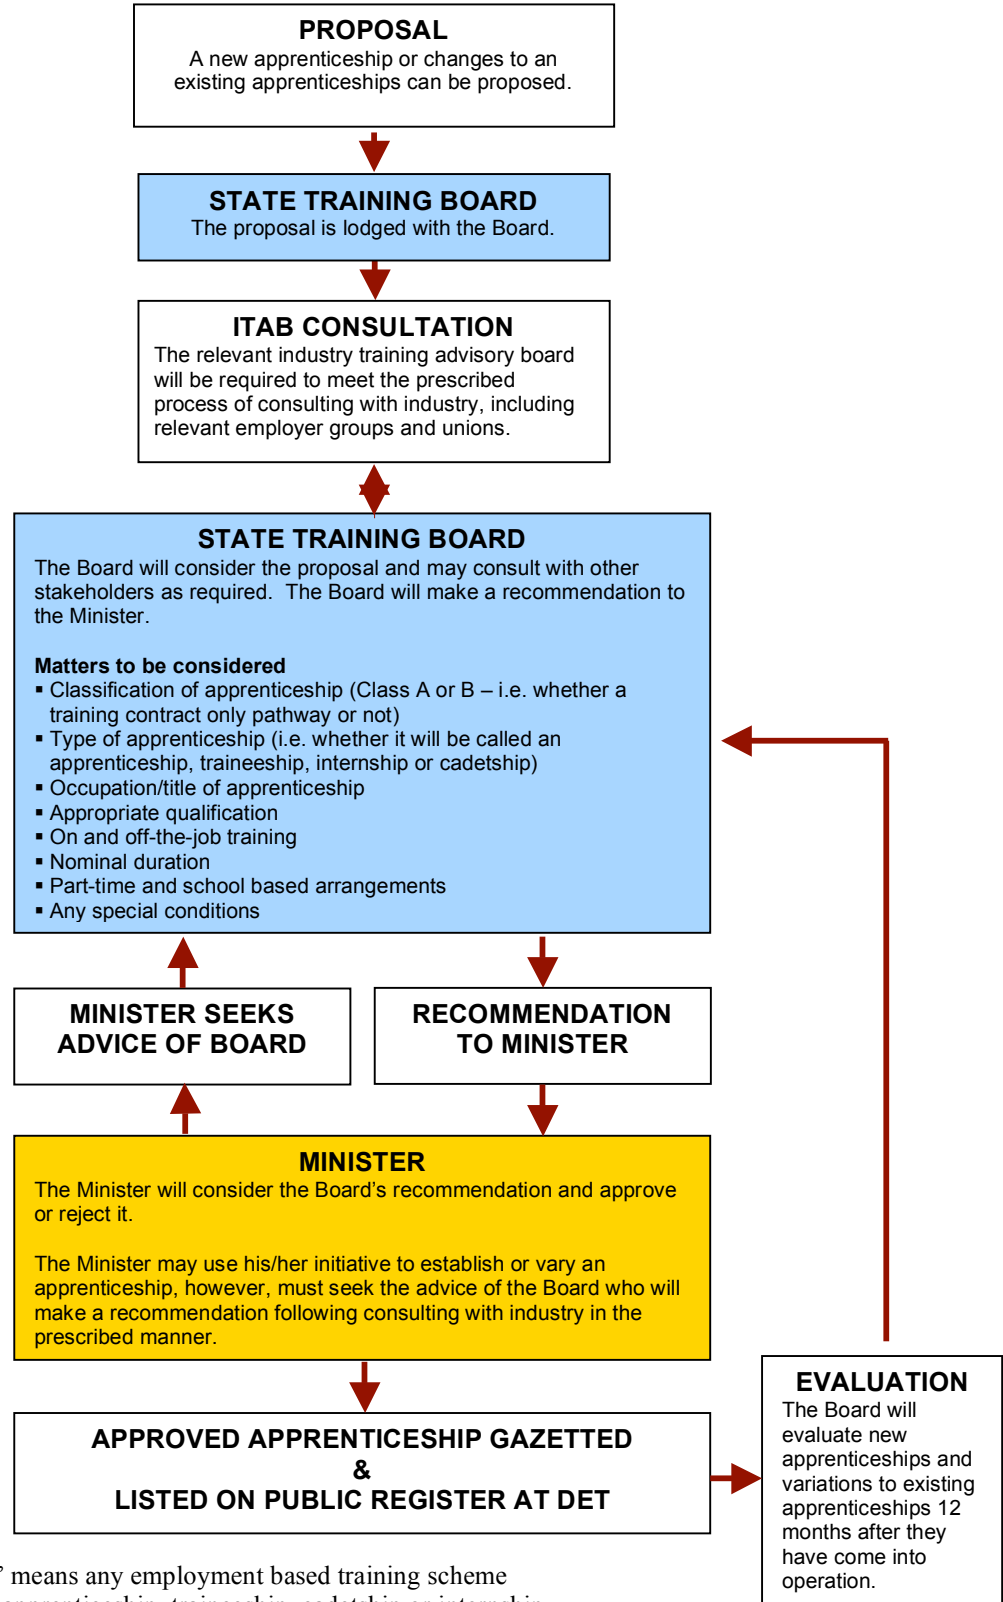 PROPOSAL
A new apprenticeship or changes to an
existing apprenticeships can be proposed.
STATE TRAINING BOARD
The proposal is lodged with the Board.
ITAB CONSULTATION
The relevant industry training advisory board
will be required to meet the prescribed
process of consulting with industry, including
relevant employer groups and unions.
STATE TRAINING BOARD
The Board will consider the proposal and may consult with other
stakeholders as required.  The Board will make a recommendation to
the Minister.
Matters to be considered
▪ Classification of apprenticeship (Class A or B – i.e. whether a
training contract only pathway or not)
▪ Type of apprenticeship (i.e. whether it will be called an
apprenticeship, traineeship, internship or cadetship)
▪ Occupation/title of apprenticeship
▪ Appropriate qualification
▪ On and off-the-job training
▪ Nominal duration
▪ Part-time and school based arrangements
▪ Any special conditions
MINISTER SEEKS
ADVICE OF BOARD
RECOMMENDATION
TO MINISTER
MINISTER
The Minister will consider the Board's recommendation and approve
or reject it.
The Minister may use his/her initiative to establish or vary an
apprenticeship, however, must seek the advice of the Board who will
make a recommendation following consulting with industry in the
prescribed manner.
APPROVED APPRENTICESHIP GAZETTED
&
LISTED ON PUBLIC REGISTER AT DET
EVALUATION
The Board will
evaluate new
apprenticeships and
variations to existing
apprenticeships 12
months after they
have come into
operation.
' means any employment based training scheme
apprenticeship, traineeship, cadetship or internship